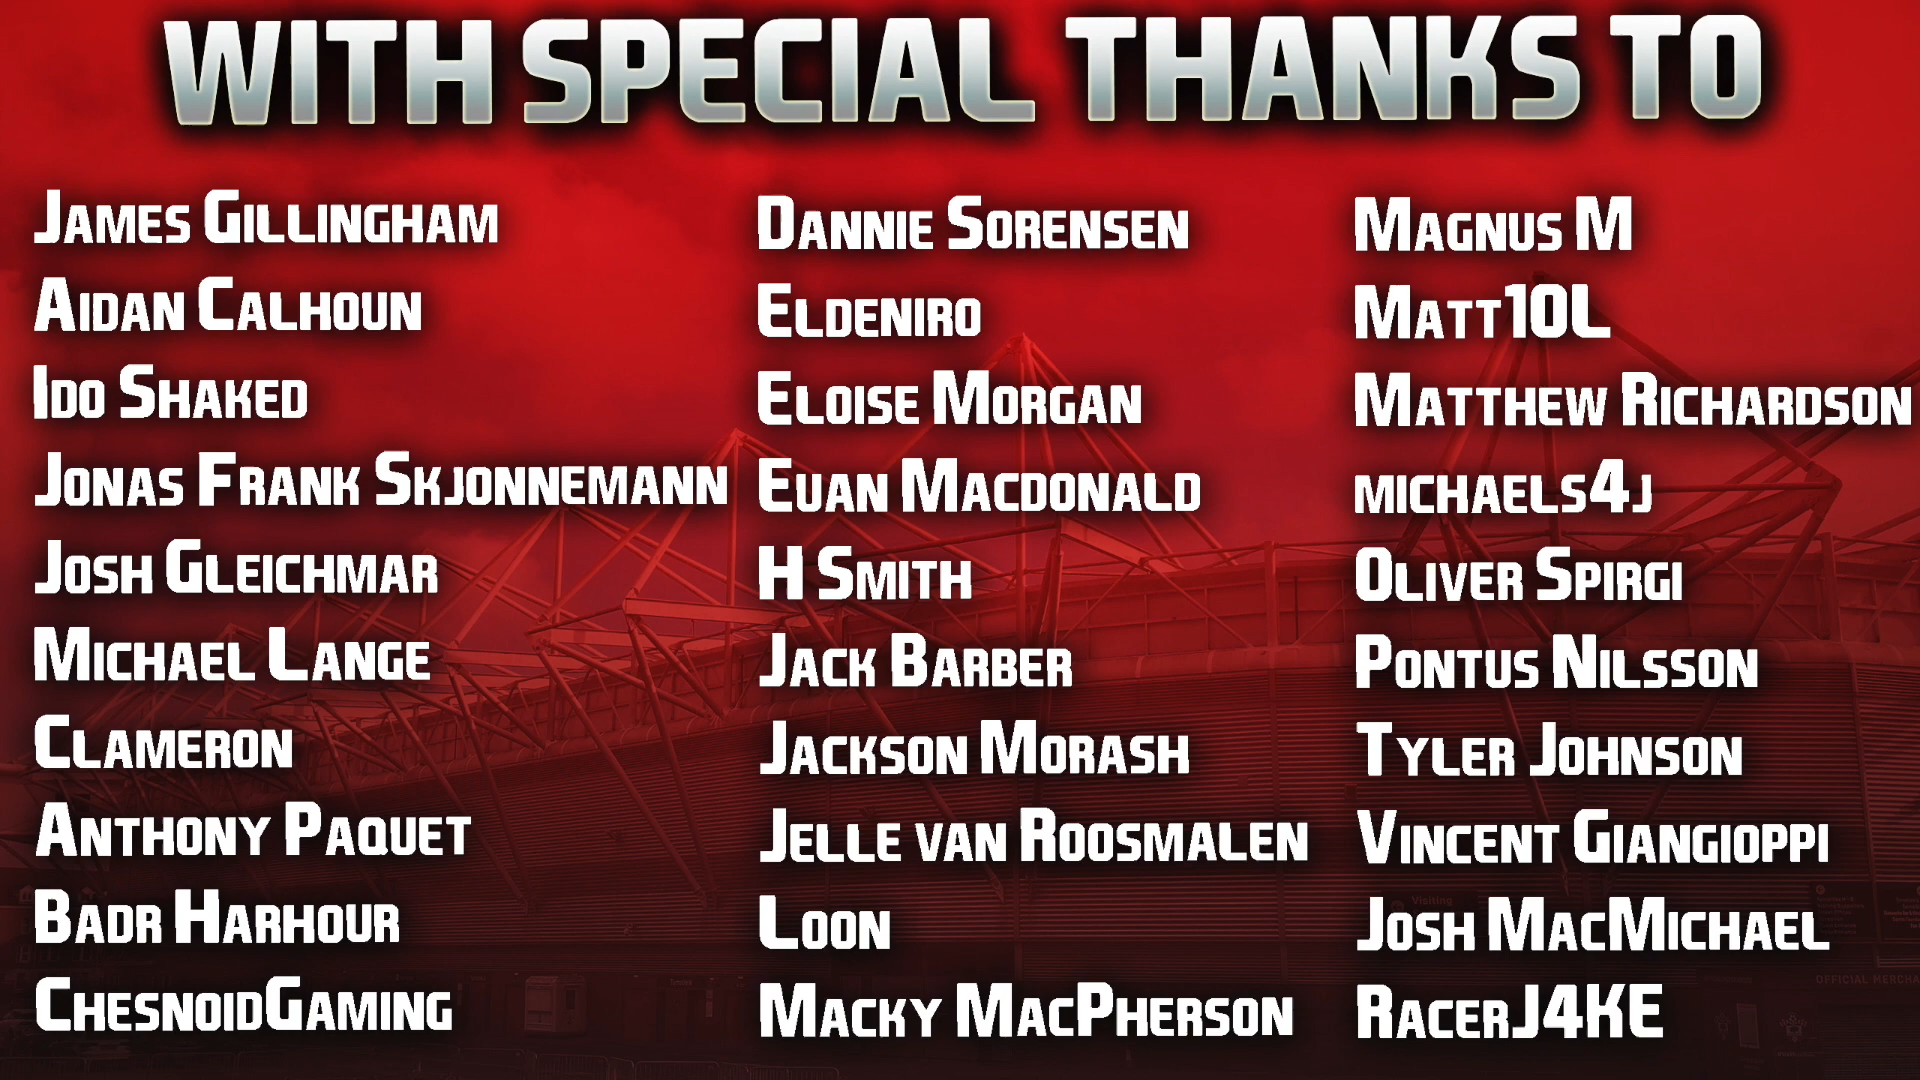 WITH SPECIAL THANKS TO
James Gillingham
Aidan Calhoun
Ido Shaked
Jonas Frank Skjonnemann
Josh Gleichmar
Michael Lange
Clameron
Anthony Paquet
Badr Harhour
ChesnoidGaming
Dannie Sorensen
Eldeniro
Eloise Morgan
Euan Macdonald
H Smith
Jack Barber
Jackson Morash
Jelle van Roosmalen
Loon
Macky MacPherson
Magnus M
Matt10L
Matthew Richardson
michaels4j
Oliver Spirgi
Pontus Nilsson
Tyler Johnson
Vincent Giangioppi
Josh MacMichael
RacerJ4KE
Visiting
OFFICIAL